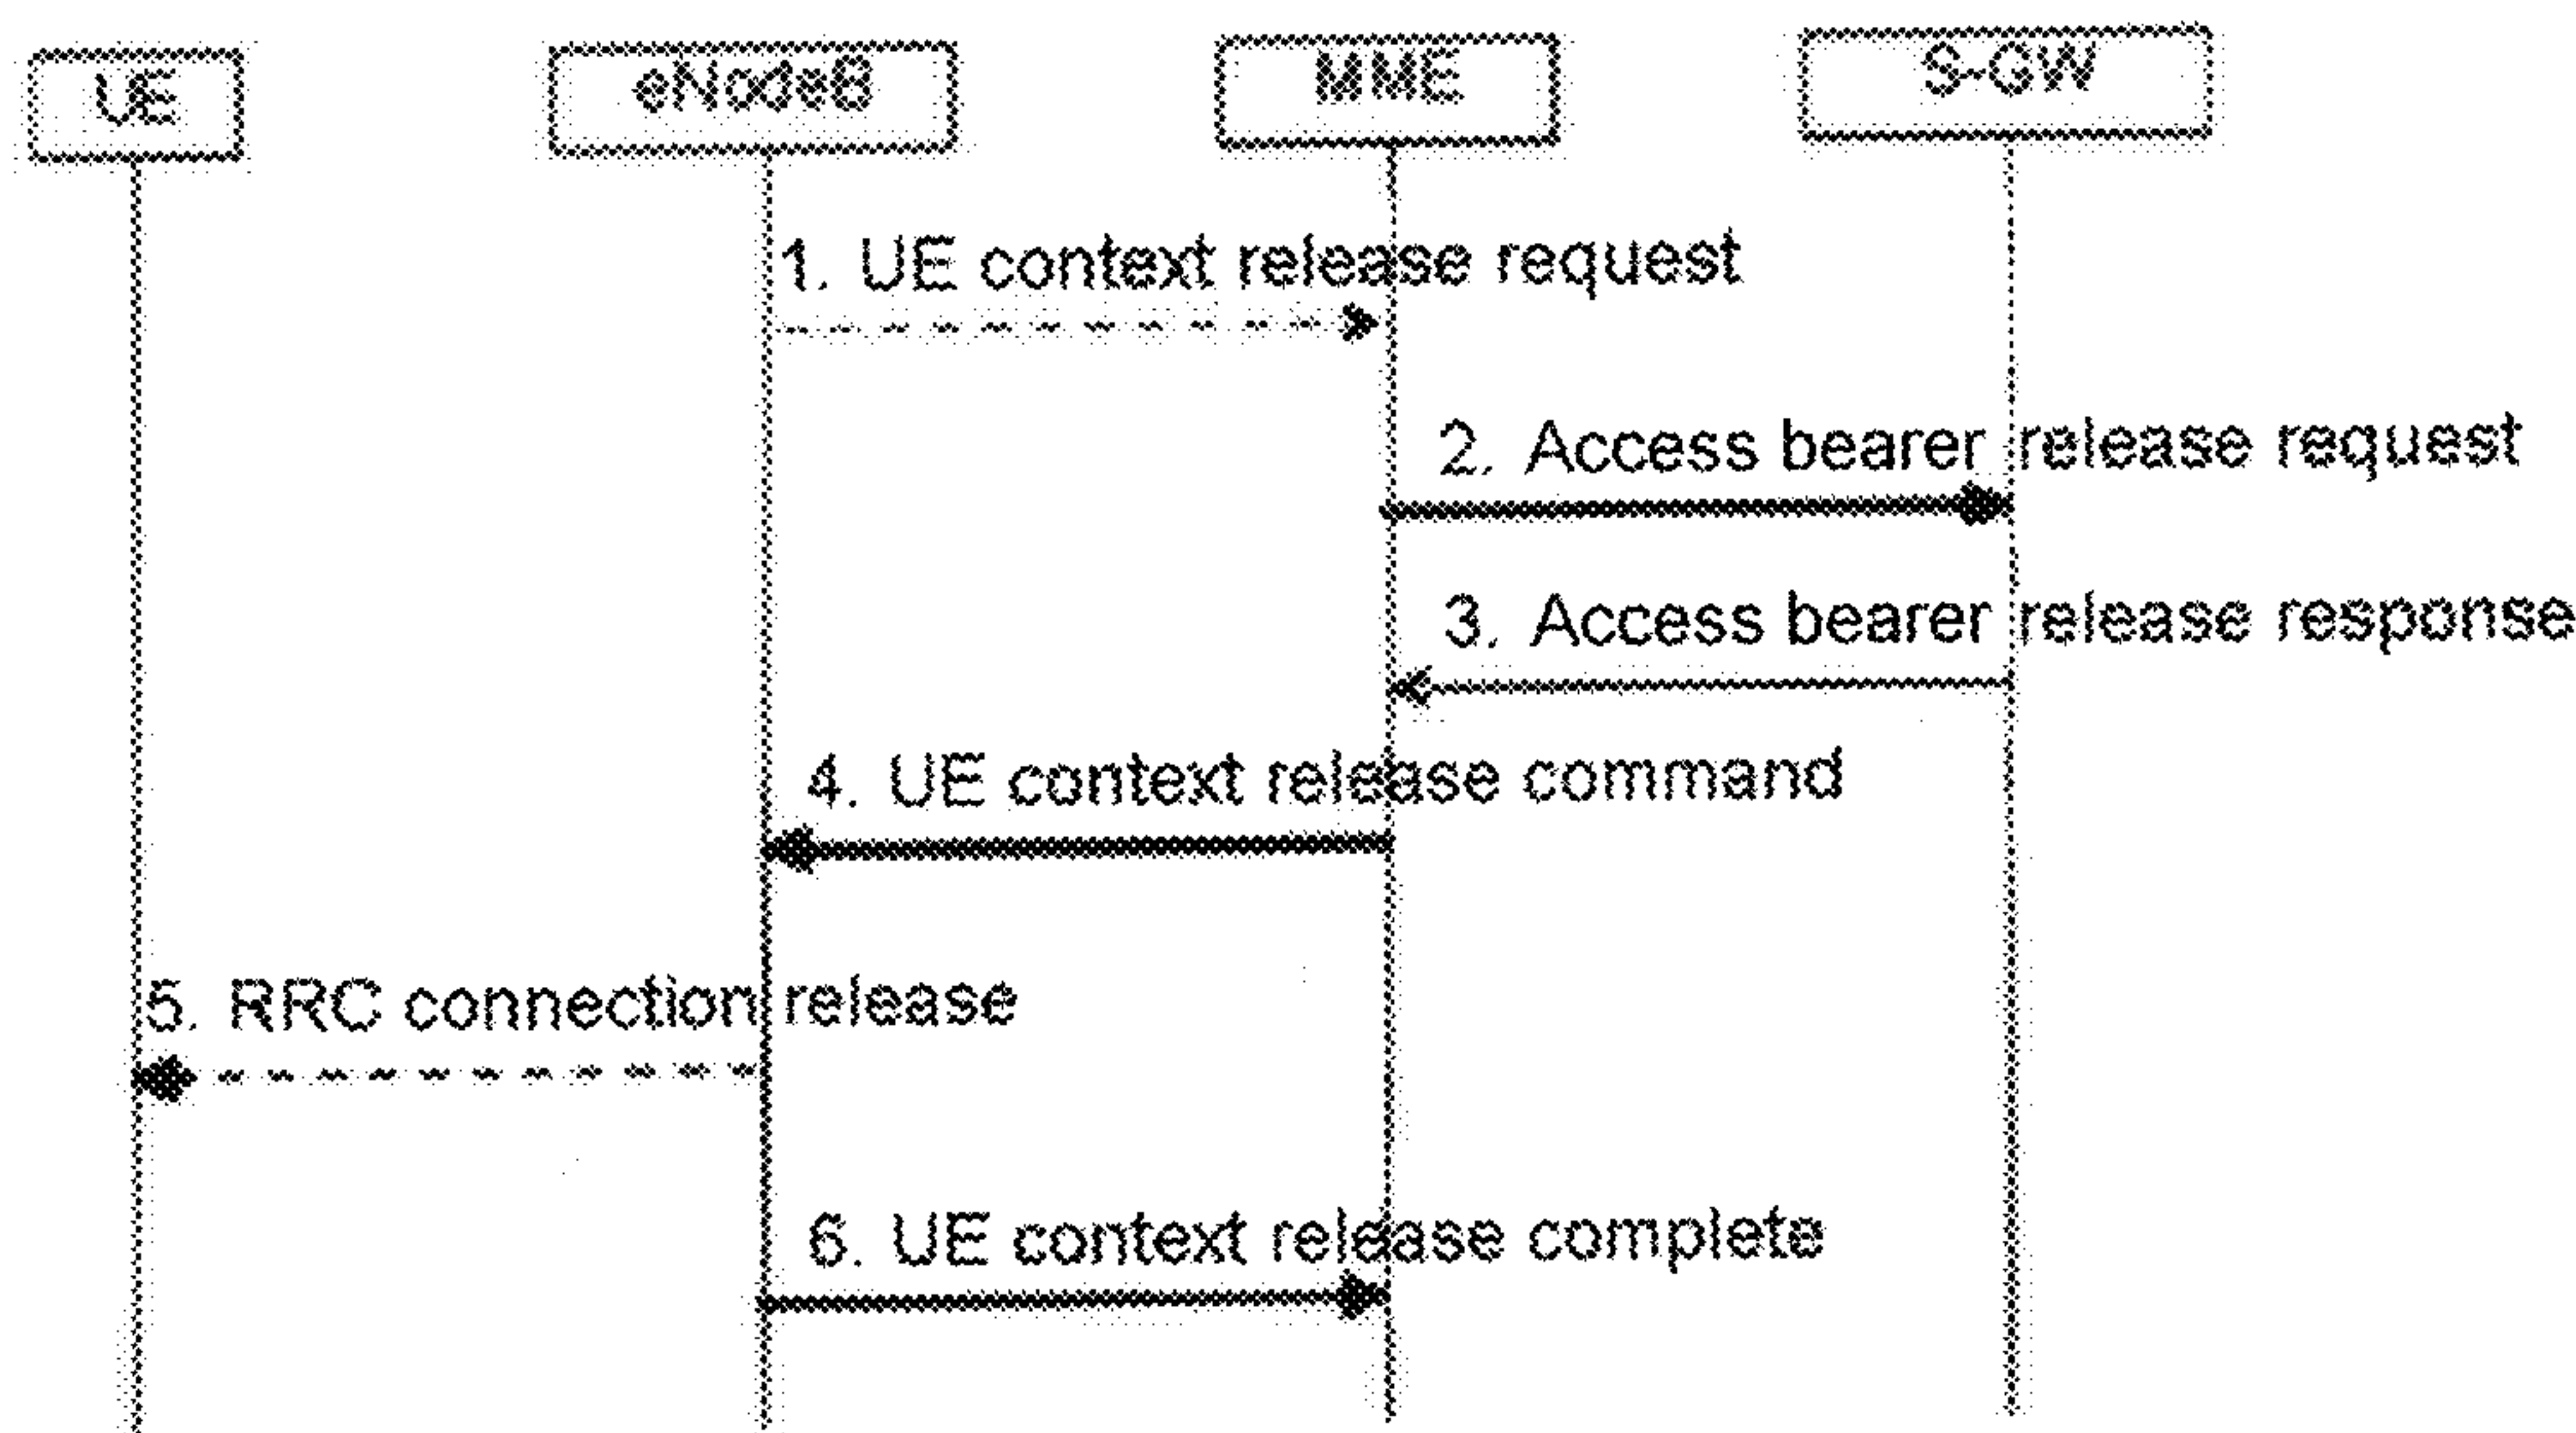 UE
eNodeB
MME
S-GW
1. UE context release request
2. Access bearer release request
3. Access bearer release response
4. UE context release command
5. RRC connection release
6. UE context release complete